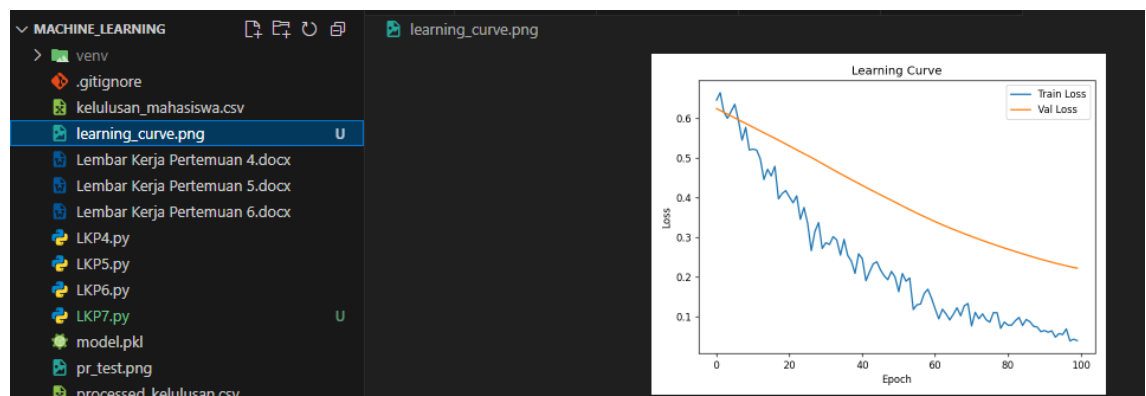 MACHINE_LEARNING
venv
.gitignore
kelulusan_mahasiswa.csv
learning_curve.png U
Lembar Kerja Pertemuan 4.docx
Lembar Kerja Pertemuan 5.docx
Lembar Kerja Pertemuan 6.docx
LKP4.py
LKP5.py
LKP6.py
LKP7.py U
model.pkl
pr_test.png
processed_kelulusan.csv
learning_curve.png
Learning Curve
Train Loss
Val Loss
Loss
0.6
0.5
0.4
0.3
0.2
0.1
0 20 40 60 80 100
Epoch